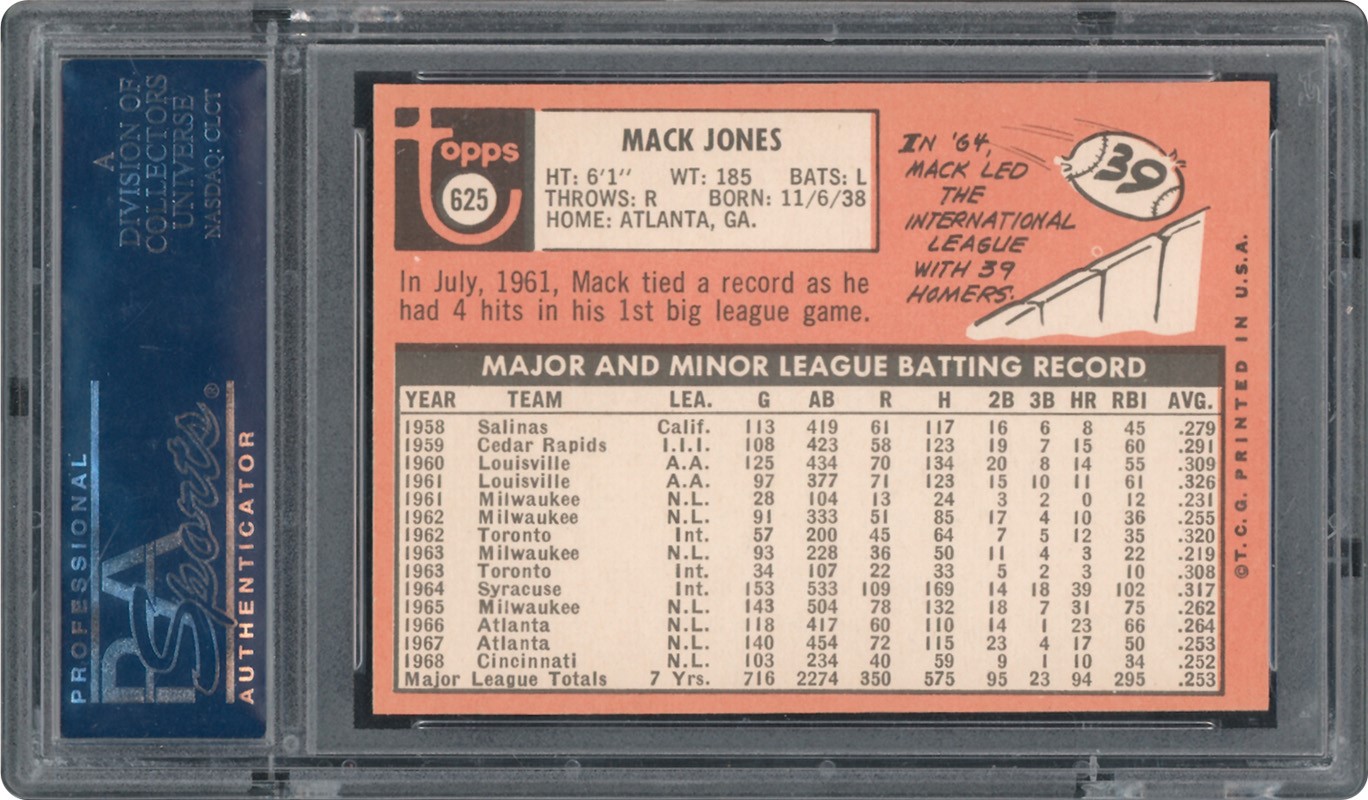 A
DIVISION OF
COLLECTORS
UNIVERSE
NASDAQ: CLCT
PROFESSIONAL
PSA
Sports®
AUTHENTICATOR
Topps
625
MACK JONES
HT: 6'1" WT: 185 BATS: L
THROWS: R BORN: 11/6/38
HOME: ATLANTA, GA.
In July, 1961, Mack tied a record as he
had 4 hits in his 1st big league game.
IN '64,
MACK LED
THE
INTERNATIONAL
LEAGUE
WITH 39
HOMERS.
39
MAJOR AND MINOR LEAGUE BATTING RECORD
YEAR TEAM LEA. G AB R H 2B 3B HR RBI AVG.
1958 Salinas Calif. 113 419 61 117 16 6 8 45 .279
1959 Cedar Rapids I.I.I. 108 423 58 123 19 7 15 60 .291
1960 Louisville A.A. 125 434 70 134 20 8 14 55 .309
1961 Louisville A.A. 97 377 71 123 15 10 11 61 .326
1961 Milwaukee N.L. 28 104 13 24 3 2 0 12 .231
1962 Milwaukee N.L. 91 333 51 85 17 4 10 36 .255
1962 Toronto Int. 57 200 45 64 7 5 12 35 .320
1963 Milwaukee N.L. 93 228 36 50 11 4 3 22 .219
1963 Toronto Int. 34 107 22 33 5 2 3 10 .308
1964 Syracuse Int. 153 533 109 169 14 18 39 102 .317
1965 Milwaukee N.L. 143 504 78 132 18 7 31 75 .262
1966 Atlanta N.L. 118 417 60 110 14 1 23 66 .264
1967 Atlanta N.L. 140 454 72 115 23 4 17 50 .253
1968 Cincinnati N.L. 103 234 40 59 9 1 10 34 .252
Major League Totals 7 Yrs. 716 2274 350 575 95 23 94 295 .253
©T.C.G. PRINTED IN U.S.A.